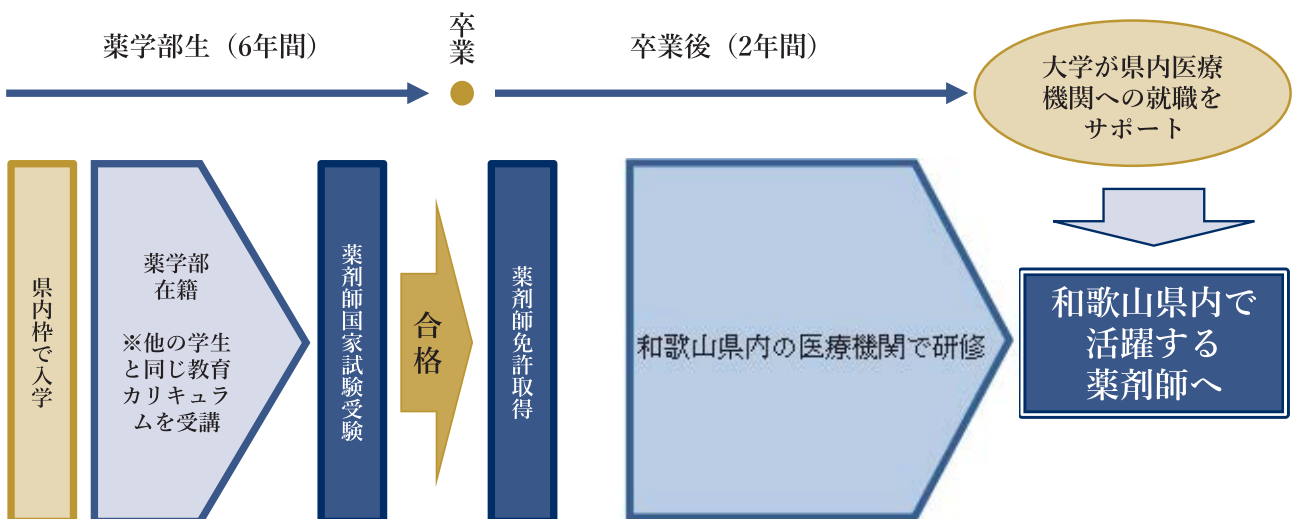 薬学部生（6年間）
卒業
卒業後（2年間）
大学が県内医療
機関への就職を
サポート
県内枠で入学
薬学部
在籍
※他の学生
と同じ教育
カリキュラ
ムを受講
薬剤師国家試験受験
合格
薬剤師免許取得
和歌山県内の医療機関で研修
和歌山県内で
活躍する
薬剤師へ